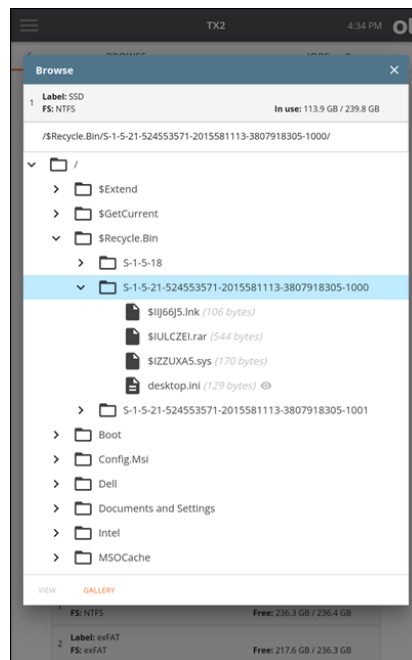 TX2
4:34 PM
BROWSE
Browse
1
Label: SSD
FS: NTFS
In use: 113.9 GB / 239.8 GB
/$Recycle.Bin/S-1-5-21-524553571-2015581113-3807918305-1000/
/
$Extend
$GetCurrent
$Recycle.Bin
S-1-5-18
S-1-5-21-524553571-2015581113-3807918305-1000
$IIJ66J5.lnk (106 bytes)
$IULCZEI.rar (544 bytes)
$IZZUXA5.sys (170 bytes)
desktop.ini (129 bytes)
S-1-5-21-524553571-2015581113-3807918305-1001
Boot
Config.Msi
Dell
Documents and Settings
Intel
MSOCache
VIEW GALLERY
FS: NTFS
Free: 236.3 GB / 236.4 GB
2
Label: exFAT
FS: exFAT
Free: 217.6 GB / 236.3 GB